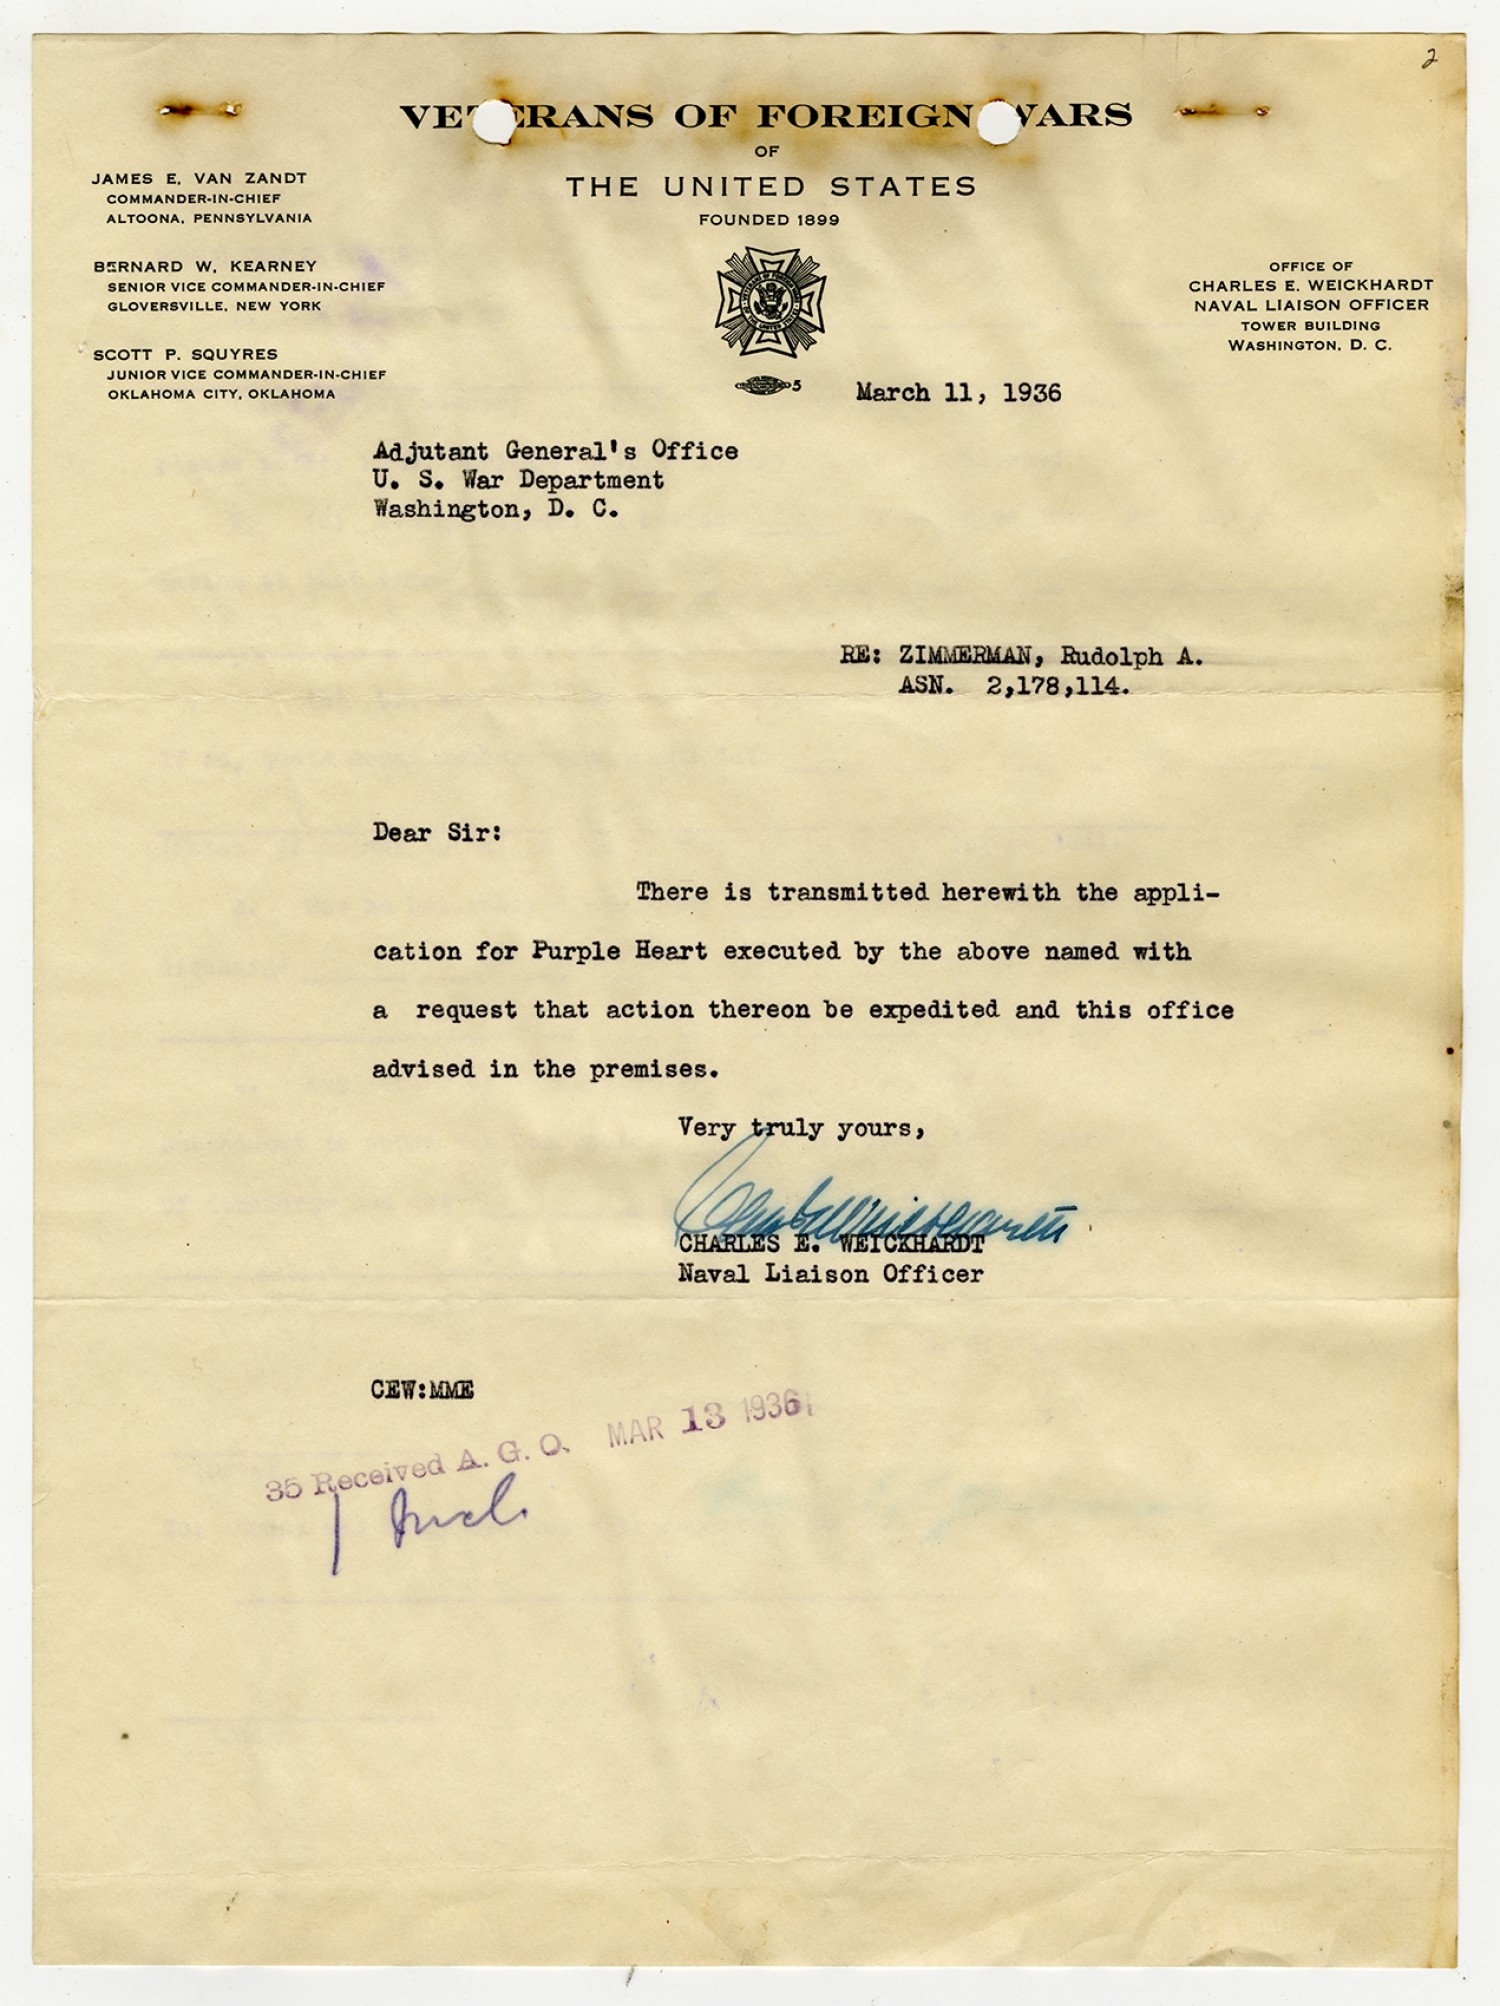 2
VETERANS OF FOREIGN WARS
OF
THE UNITED STATES
FOUNDED 1899
JAMES E. VAN ZANDT
COMMANDER-IN-CHIEF
ALTOONA, PENNSYLVANIA
BERNARD W. KEARNEY
SENIOR VICE COMMANDER-IN-CHIEF
GLOVERSVILLE, NEW YORK
SCOTT P. SQUYRES
JUNIOR VICE COMMANDER-IN-CHIEF
OKLAHOMA CITY, OKLAHOMA
OFFICE OF
CHARLES E. WEICKHARDT
NAVAL LIAISON OFFICER
TOWER BUILDING
WASHINGTON, D. C.
5
March 11, 1936
Adjutant General's Office
U. S. War Department
Washington, D. C.
RE: ZIMMERMAN, Rudolph A.
ASN. 2,178,114.
Dear Sir:
There is transmitted herewith the appli-
cation for Purple Heart executed by the above named with
a request that action thereon be expedited and this office
advised in the premises.
Very truly yours,
CHARLES E. WEICKHARDT
Naval Liaison Officer
CEW:MME
35 Received A. G. O. MAR 13 1936